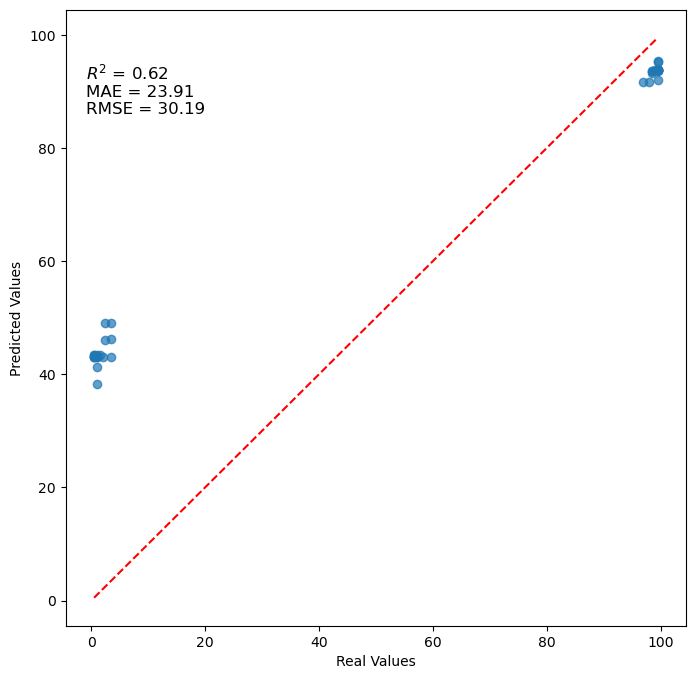 100
R² = 0.62
MAE = 23.91
RMSE = 30.19
80
60
40
20
0
Predicted Values
0 20 40 60 80 100
Real Values